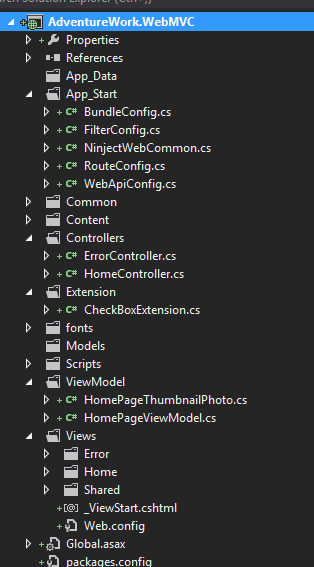 AdventureWork.WebMVC
Properties
References
App_Data
App_Start
C# BundleConfig.cs
C# FilterConfig.cs
C# NinjectWebCommon.cs
C# RouteConfig.cs
C# WebApiConfig.cs
Common
Content
Controllers
C# ErrorController.cs
C# HomeController.cs
Extension
C# CheckBoxExtension.cs
fonts
Models
Scripts
ViewModel
C# HomePageThumbnailPhoto.cs
C# HomePageViewModel.cs
Views
Error
Home
Shared
_ViewStart.cshtml
Web.config
Global.asax
packages.config